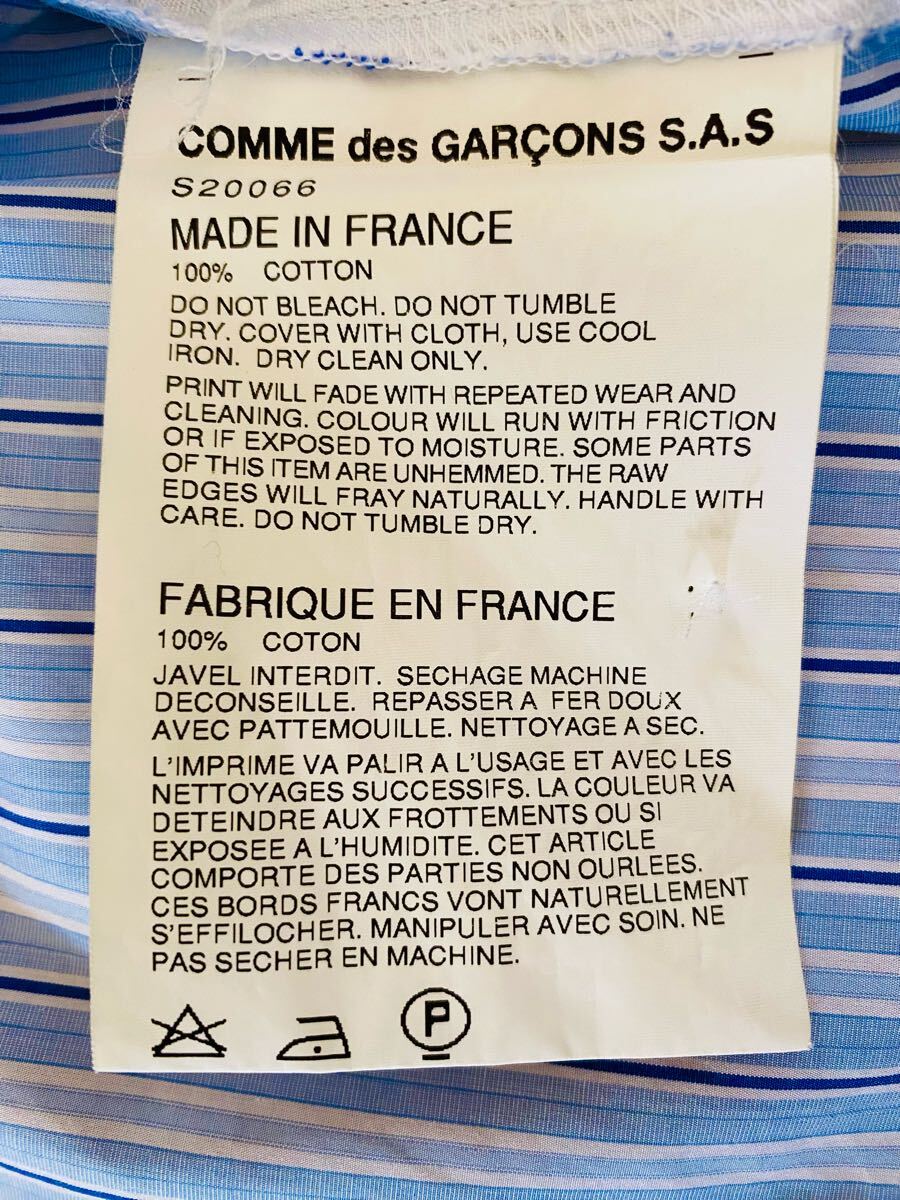 COMME des GARÇONS S.A.S
S20066
MADE IN FRANCE
100% COTTON
DO NOT BLEACH. DO NOT TUMBLE
DRY. COVER WITH CLOTH, USE COOL
IRON. DRY CLEAN ONLY.
PRINT WILL FADE WITH REPEATED WEAR AND
CLEANING. COLOUR WILL RUN WITH FRICTION
OR IF EXPOSED TO MOISTURE. SOME PARTS
OF THIS ITEM ARE UNHEMMED. THE RAW
EDGES WILL FRAY NATURALLY. HANDLE WITH
CARE. DO NOT TUMBLE DRY.
FABRIQUE EN FRANCE
100% COTON
JAVEL INTERDIT. SECHAGE MACHINE
DECONSEILLE. REPASSER A FER DOUX
AVEC PATTEMOUILLE. NETTOYAGE A SEC.
L'IMPRIME VA PALIR A L'USAGE ET AVEC LES
NETTOYAGES SUCCESSIFS. LA COULEUR VA
DETEINDRE AUX FROTTEMENTS OU SI
EXPOSEE A L'HUMIDITE. CET ARTICLE
COMPORTE DES PARTIES NON OURLEES.
CES BORDS FRANCS VONT NATURELLEMENT
S'EFFILOCHER. MANIPULER AVEC SOIN. NE
PAS SECHER EN MACHINE.
P